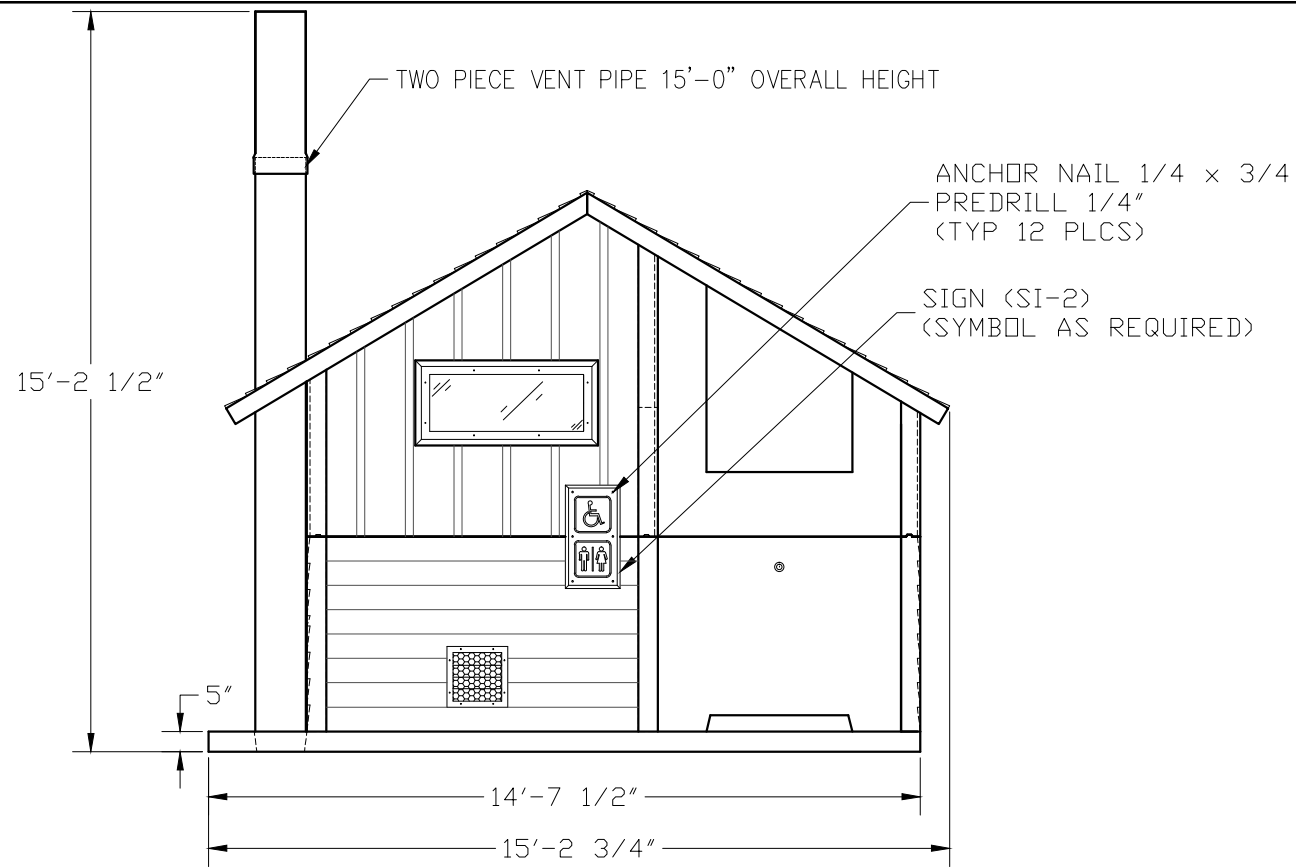 TWO PIECE VENT PIPE 15'-0" OVERALL HEIGHT
ANCHOR NAIL 1/4 x 3/4
PREDRILL 1/4"
(TYP 12 PLCS)
SIGN (SI-2)
(SYMBOL AS REQUIRED)
15'-2 1/2"
5"
14'-7 1/2"
15'-2 3/4"